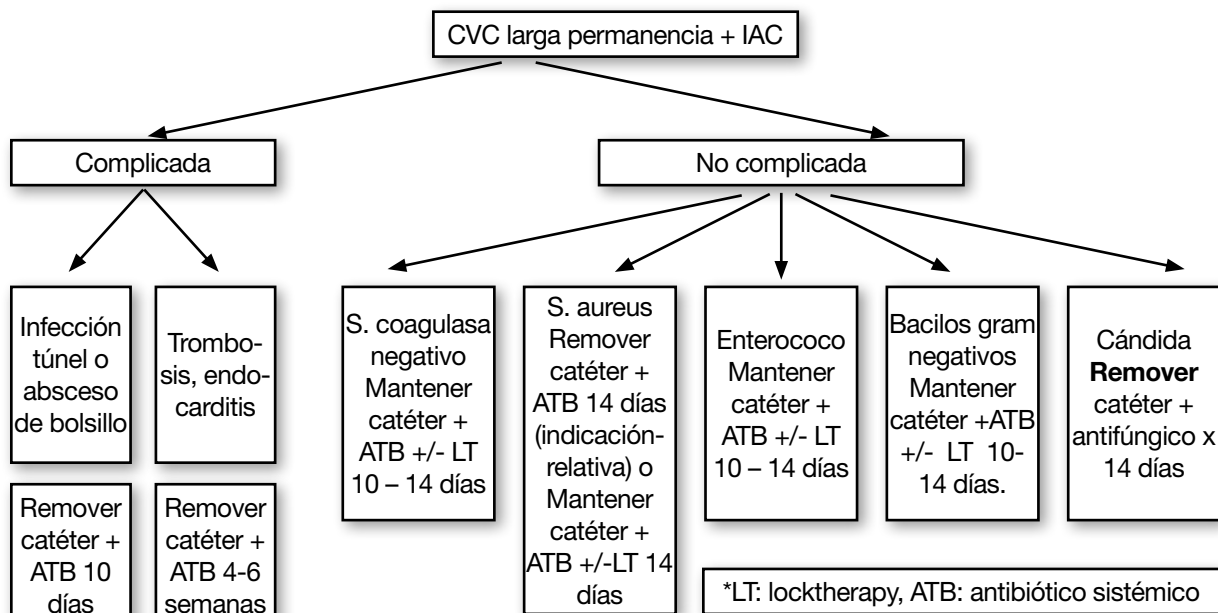 CVC larga permanencia + IAC
Complicada
No complicada
Infección
túnel o
absceso
de bolsillo
Trombo-
sis, endo-
carditis
Remover
catéter +
ATB 10
días
Remover
catéter +
ATB 4-6
semanas
S. coagulasa
negativo
Mantener
catéter +
ATB +/- LT
10 – 14 días
S. aureus
Remover
catéter +
ATB 14 días
(indicación-
relativa) o
Mantener
catéter +
ATB +/-LT 14
días
Enterococo
Mantener
catéter +
ATB +/- LT
10 – 14 días
Bacilos gram
negativos
Mantener
catéter +ATB
+/- LT 10-
14 días.
Cándida
Remover
catéter +
antifúngico x
14 días
*LT: locktherapy, ATB: antibiótico sistémico